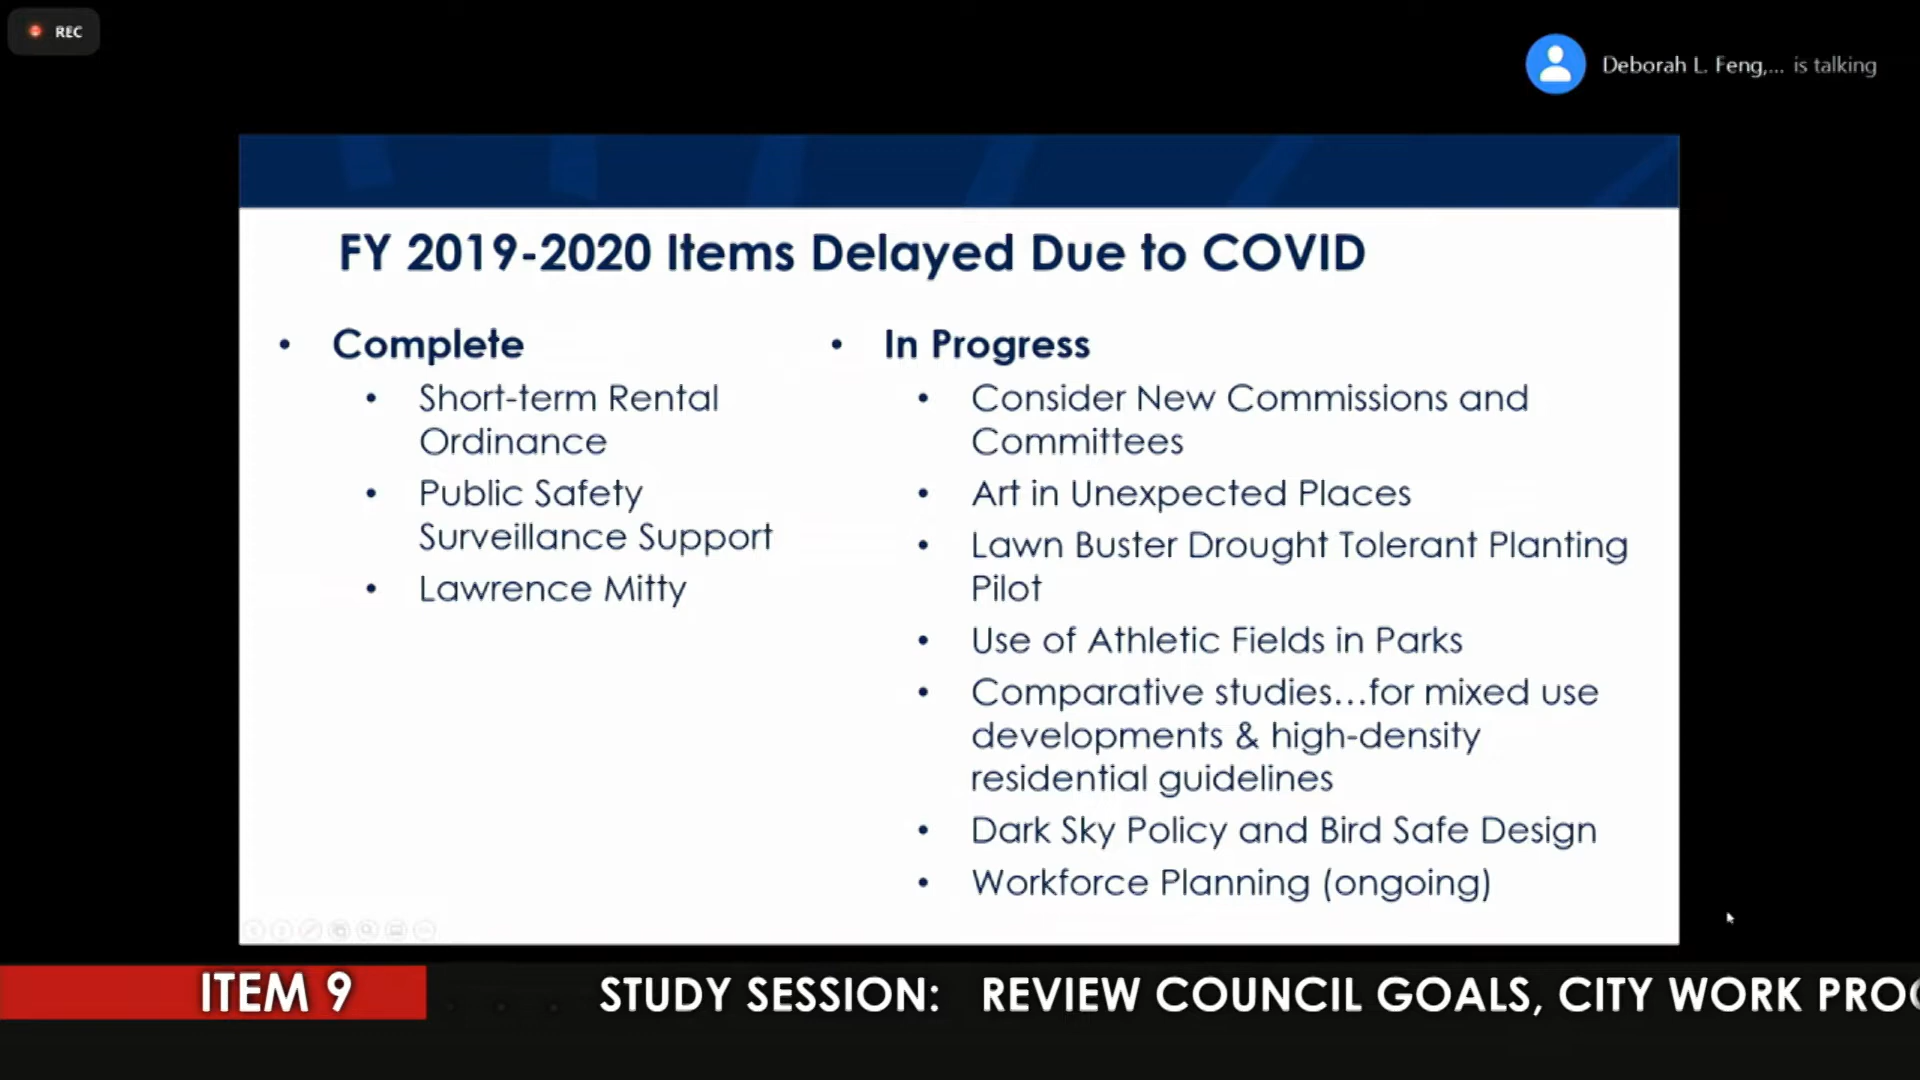 REC
Deborah L. Feng,... is talking
FY 2019-2020 Items Delayed Due to COVID
• Complete
• Short-term Rental
Ordinance
• Public Safety
Surveillance Support
• Lawrence Mitty
• In Progress
• Consider New Commissions and
Committees
• Art in Unexpected Places
• Lawn Buster Drought Tolerant Planting
Pilot
• Use of Athletic Fields in Parks
• Comparative studies...for mixed use
developments & high-density
residential guidelines
• Dark Sky Policy and Bird Safe Design
• Workforce Planning (ongoing)
ITEM 9
STUDY SESSION: REVIEW COUNCIL GOALS, CITY WORK PROG